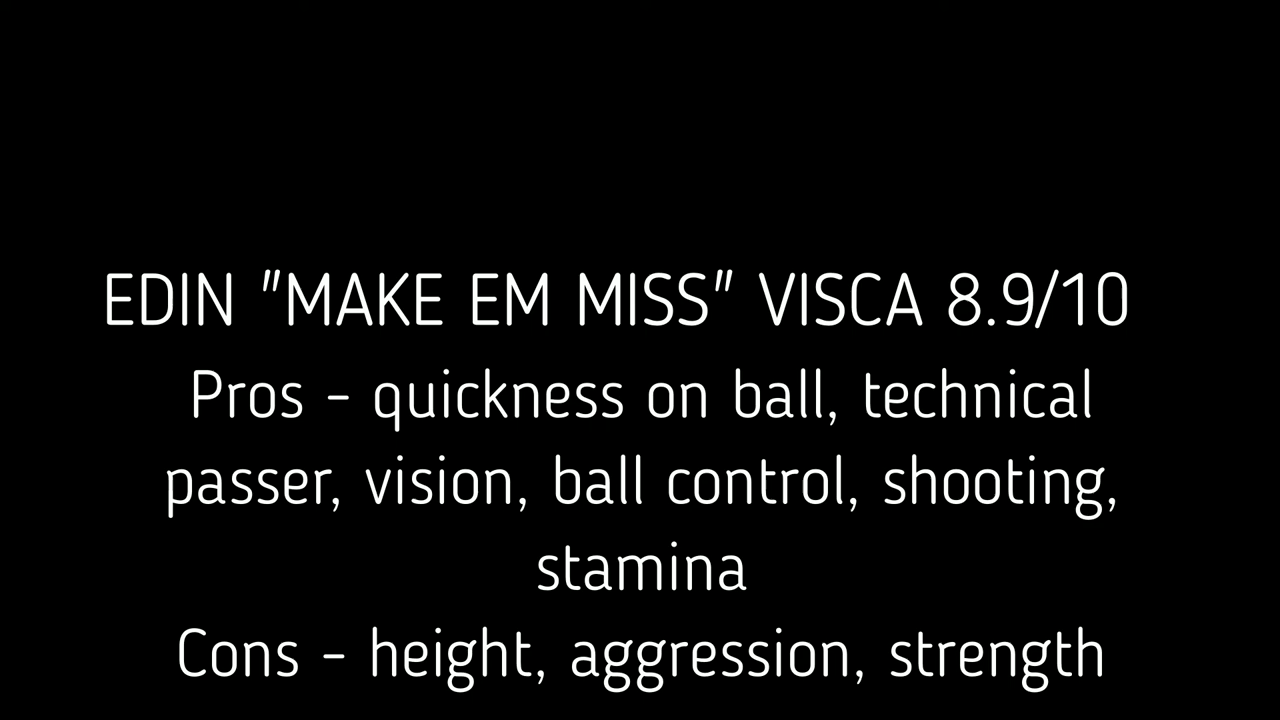 EDIN "MAKE EM MISS" VISCA 8.9/10
Pros - quickness on ball, technical
passer, vision, ball control, shooting,
stamina
Cons - height, aggression, strength